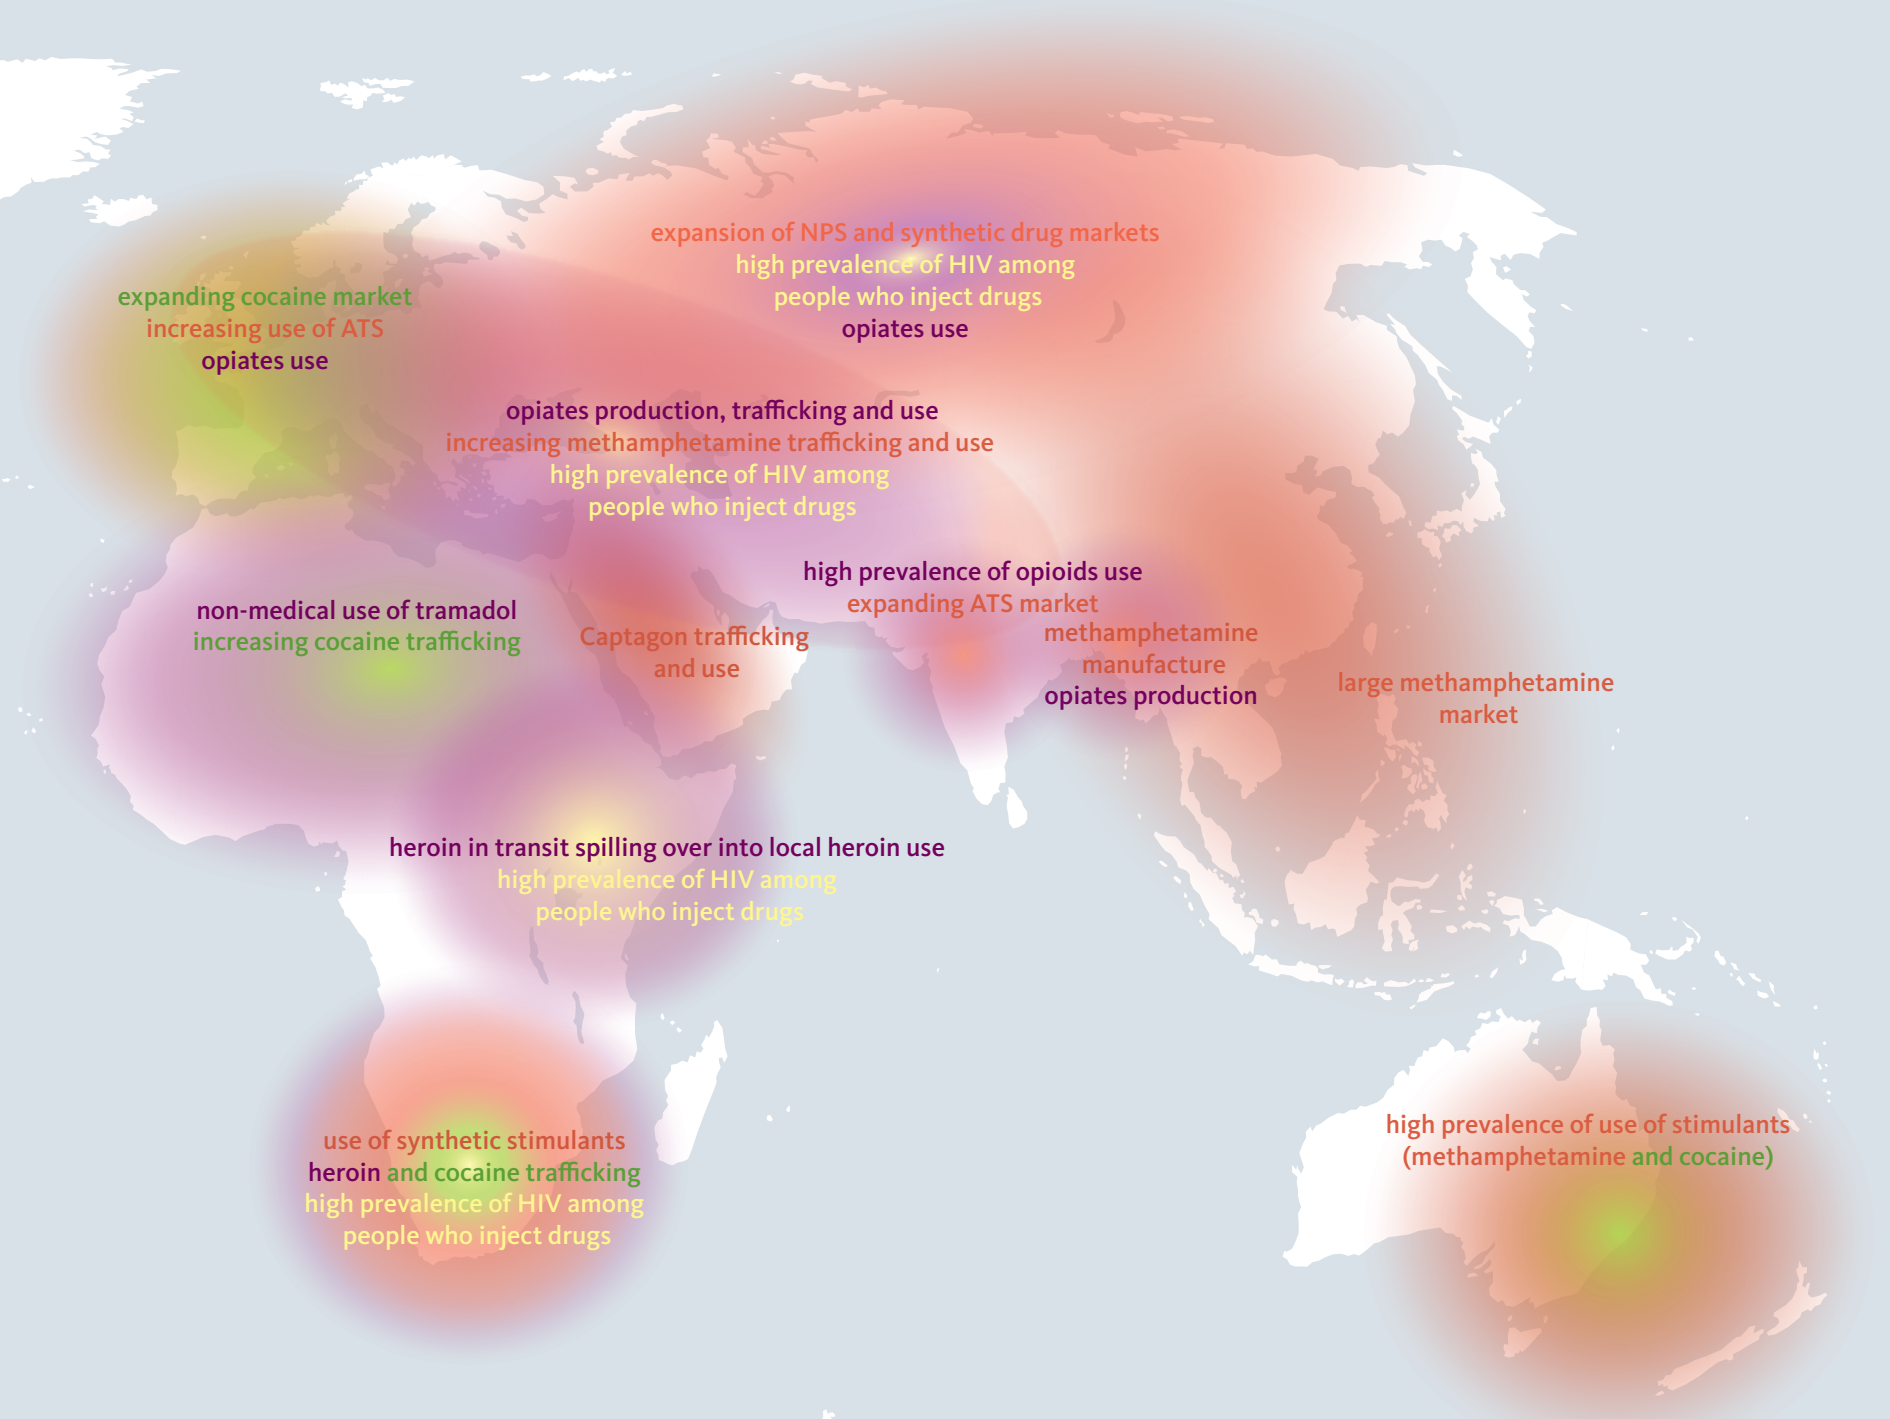 expansion of NPS and synthetic drug markets
high prevalence of HIV among
people who inject drugs
opiates use
expanding cocaine market
increasing use of ATS
opiates use
opiates production, trafficking and use
increasing methamphetamine trafficking and use
high prevalence of HIV among
people who inject drugs
high prevalence of opioids use
expanding ATS market
non-medical use of tramadol
increasing cocaine trafficking
Captagon trafficking
and use
methamphetamine
manufacture
opiates production
large methamphetamine
market
heroin in transit spilling over into local heroin use
high prevalence of HIV among
people who inject drugs
use of synthetic stimulants
heroin and cocaine trafficking
high prevalence of HIV among
people who inject drugs
high prevalence of use of stimulants
(methamphetamine and cocaine)